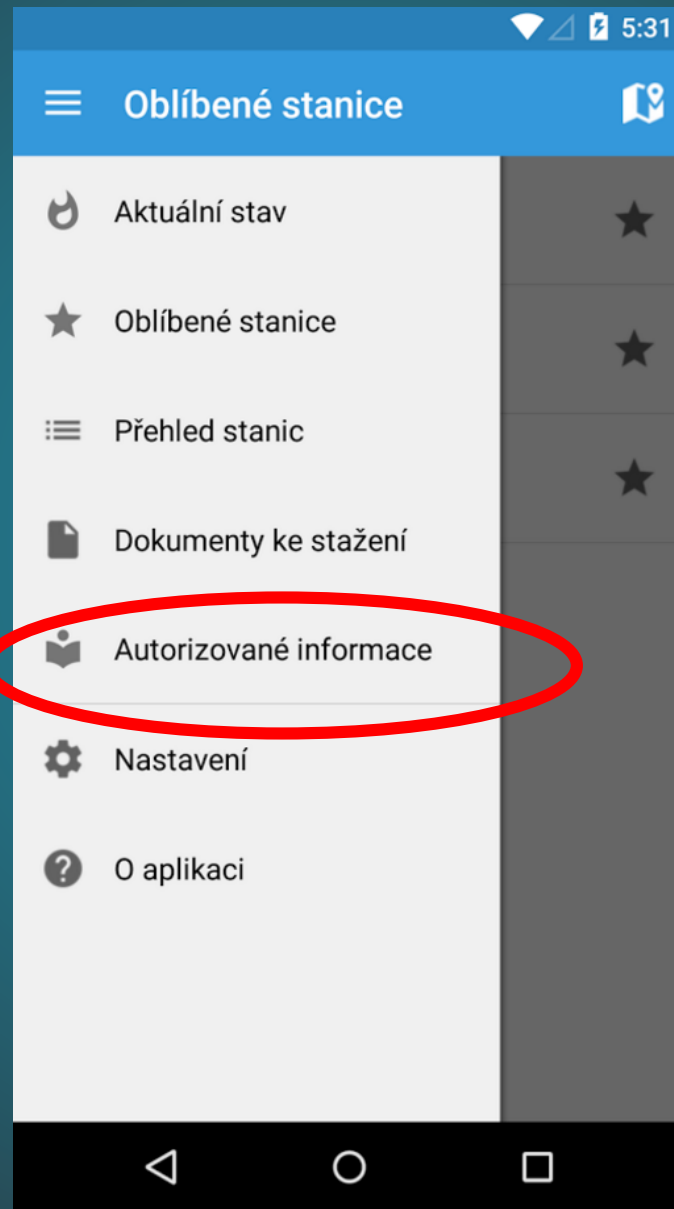 5:31
Oblíbené stanice
Aktuální stav
Oblíbené stanice
Přehled stanic
Dokumenty ke stažení
Autorizované informace
Nastavení
O aplikaci